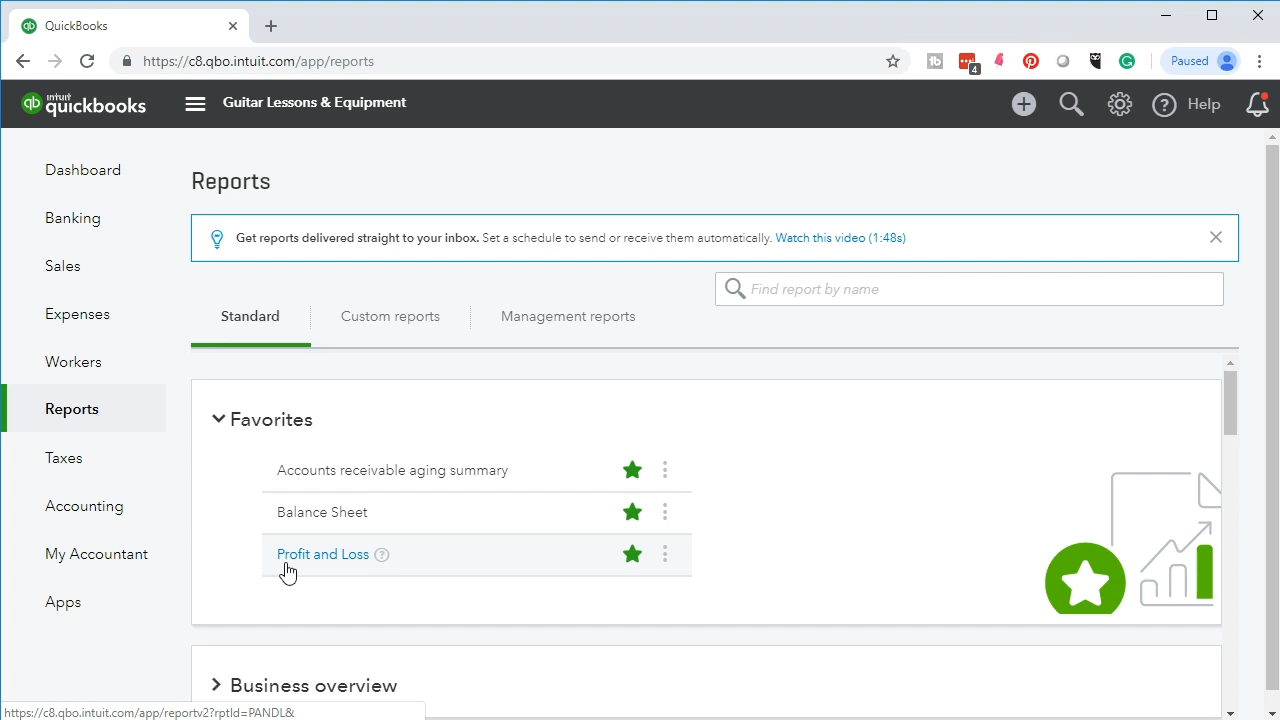 QuickBooks
https://c8.qbo.intuit.com/app/reports
4
Paused
intuit quickbooks
Guitar Lessons & Equipment
Help
Dashboard
Banking
Sales
Expenses
Workers
Reports
Taxes
Accounting
My Accountant
Apps
Reports
Get reports delivered straight to your inbox. Set a schedule to send or receive them automatically. Watch this video (1:48s)
Find report by name
Standard
Custom reports
Management reports
Favorites
Accounts receivable aging summary
Balance Sheet
Profit and Loss
Business overview
https://c8.qbo.intuit.com/app/reportv2?rptId=PANDL&